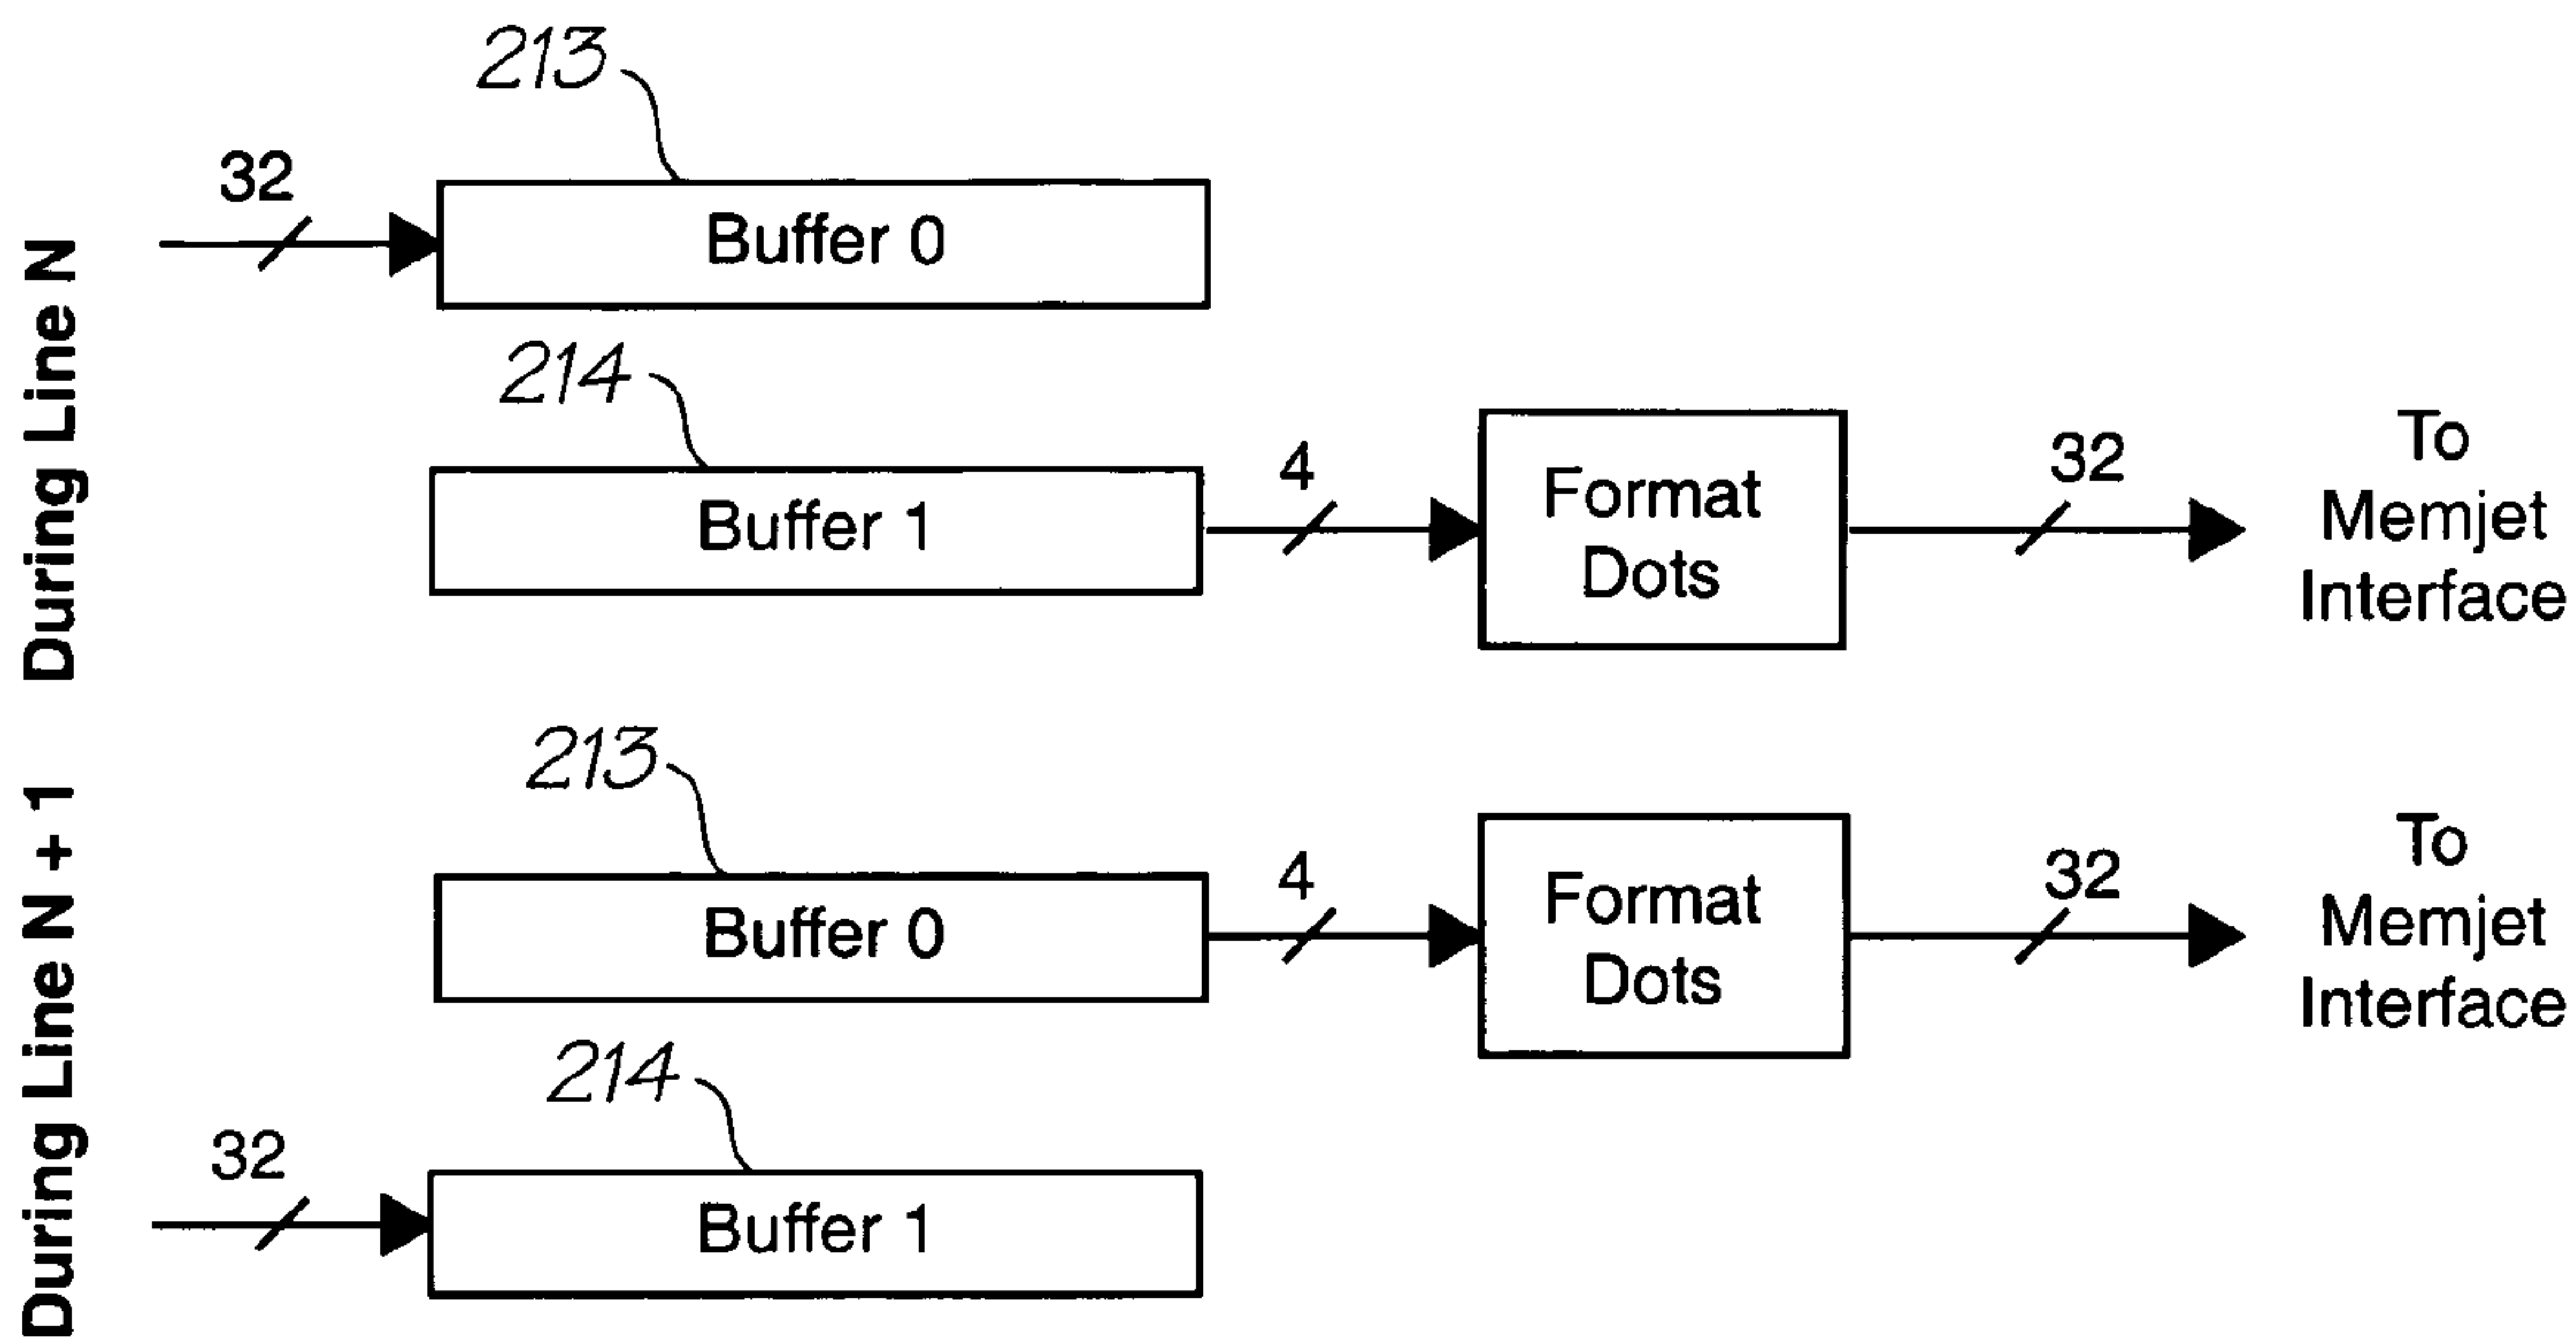 213
32
Buffer 0
During Line N
214
Buffer 1
4
Format
Dots
32
To
Memjet
Interface
213
Buffer 0
4
Format
Dots
32
To
Memjet
Interface
During Line N + 1
214
32
Buffer 1